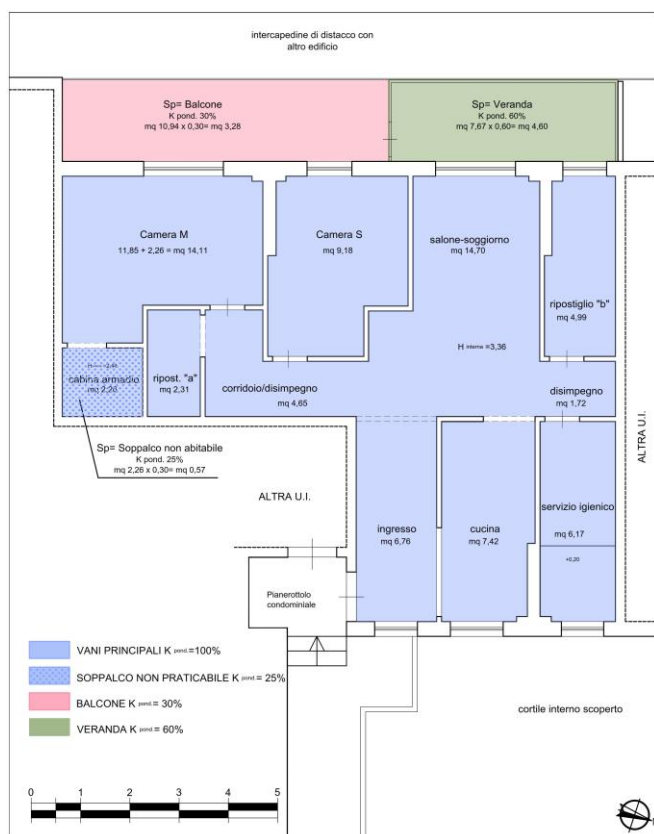 intercapedine di distacco con
altro edificio
Sp= Balcone
K pond. 30%
mq 10,94 x 0,30= mq 3,28
Sp= Veranda
K pond. 60%
mq 7,67 x 0,60= mq 4,60
Camera M
11,85 + 2,26 = mq 14,11
Camera S
mq 9,18
salone-soggiorno
mq 14,70
ripostiglio "b"
mq 4,99
H interna =3,36
cabina armadio
mq 2,26
ripost. "a"
mq 2,31
corridoio/disimpegno
mq 4,65
disimpegno
mq 1,72
Sp= Soppalco non abitabile
K pond. 25%
mq 2,26 x 0,30= mq 0,57
ALTRA U.I.
ALTRA U.I.
ingresso
mq 6,76
cucina
mq 7,42
servizio igienico
mq 6,17
+0,20
Pianerottolo
condominiale
VANI PRINCIPALI K pond.=100%
SOPPALCO NON PRATICABILE K pond.= 25%
BALCONE K pond.= 30%
VERANDA K pond.= 60%
cortile interno scoperto
0 1 2 3 4 5